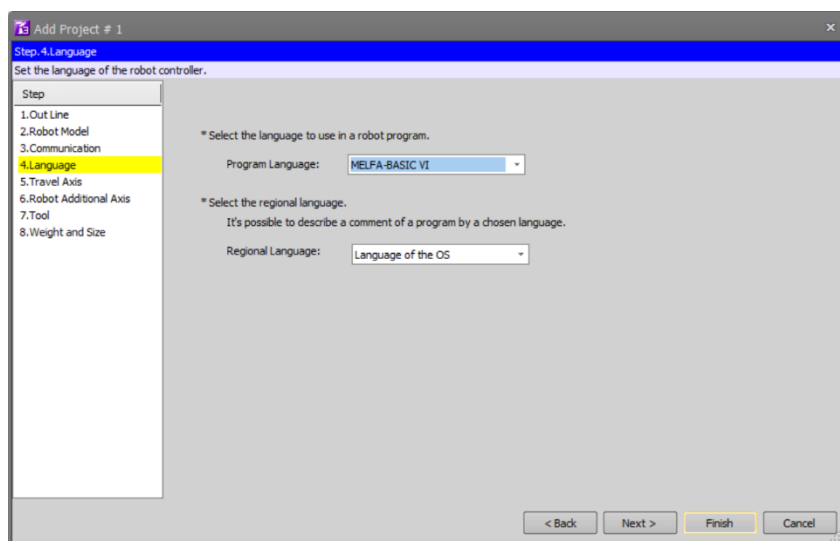 Add Project # 1
Step.4.Language
Set the language of the robot controller.
Step
1.Out Line
2.Robot Model
3.Communication
4.Language
5.Travel Axis
6.Robot Additional Axis
7.Tool
8.Weight and Size
* Select the language to use in a robot program.
Program Language: MELFA-BASIC VI
* Select the regional language.
It's possible to describe a comment of a program by a chosen language.
Regional Language: Language of the OS
< Back Next > Finish Cancel